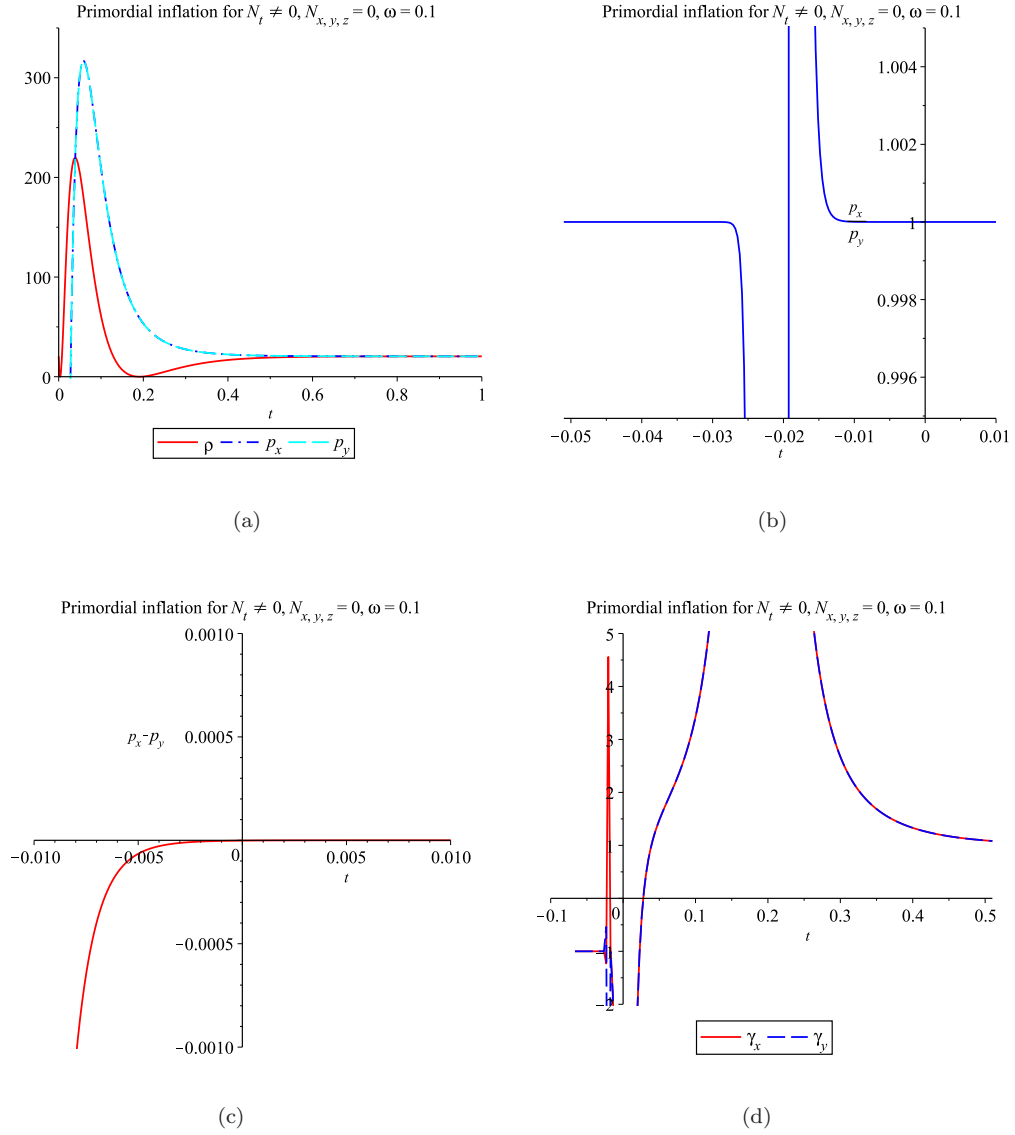 Primordial inflation for N_t ≠ 0, N_{x, y, z} = 0, ω = 0.1
300
200
100
0
0 0.2 0.4 0.6 0.8 1
t
ρ p_x p_y
(a)
Primordial inflation for N_t ≠ 0, N_{x, y, z} = 0, ω = 0.1
1.004
1.002
p_x
p_y
1
0.998
0.996
−0.05 −0.04 −0.03 −0.02 −0.01 0 0.01
t
(b)
Primordial inflation for N_t ≠ 0, N_{x, y, z} = 0, ω = 0.1
0.0010
p_x-p_y 0.0005
−0.010 −0.005 0 0.005 0.010
t
−0.0005
−0.0010
(c)
Primordial inflation for N_t ≠ 0, N_{x, y, z} = 0, ω = 0.1
5
4
3
2
1
−0.1 0 0.1 0.2 0.3 0.4 0.5
t
−1
−2
γ_x γ_y
(d)